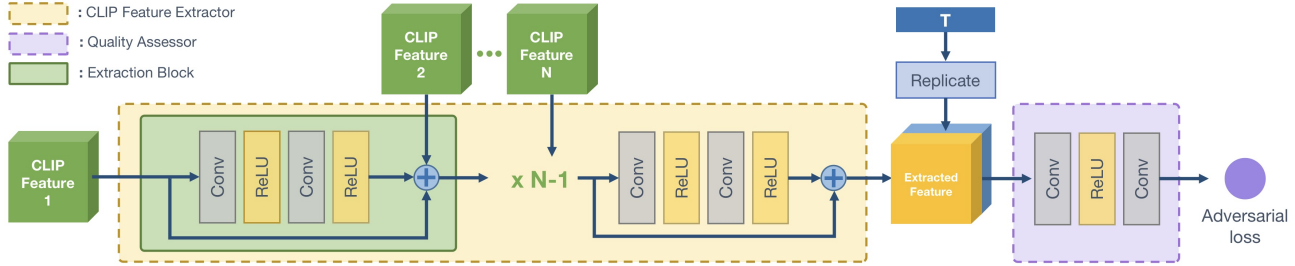 : CLIP Feature Extractor
: Quality Assessor
: Extraction Block
CLIP
Feature
1
Conv
ReLU
Conv
ReLU
CLIP
Feature
2
•••
CLIP
Feature
N
x N-1
Conv
ReLU
Conv
ReLU
T
Replicate
Extracted
Feature
Conv
ReLU
Conv
Adversarial
loss